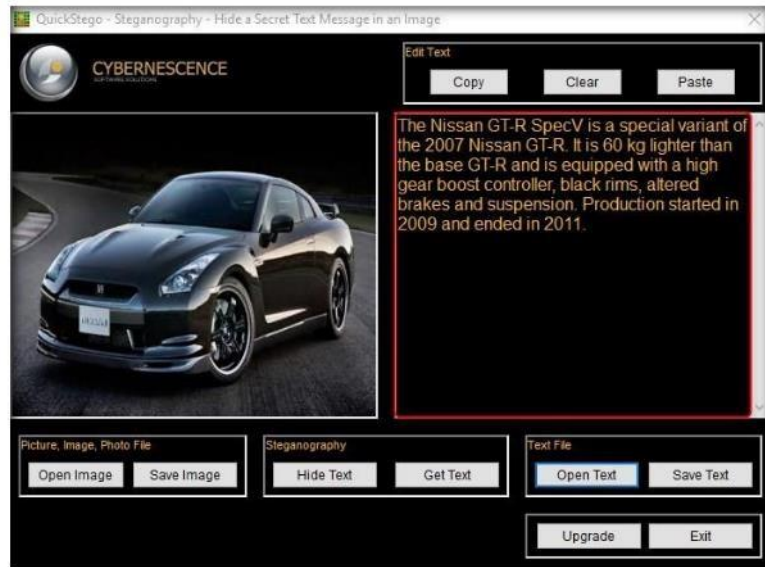 QuickStego - Steganography - Hide a Secret Text Message in an Image
CYBERNESCENCE
SOFTWARE SOLUTIONS
Edit Text
Copy Clear Paste
The Nissan GT-R SpecV is a special variant of
the 2007 Nissan GT-R. It is 60 kg lighter than
the base GT-R and is equipped with a high
gear boost controller, black rims, altered
brakes and suspension. Production started in
2009 and ended in 2011.
Picture, Image, Photo File
Open Image Save Image
Steganography
Hide Text Get Text
Text File
Open Text Save Text
Upgrade Exit